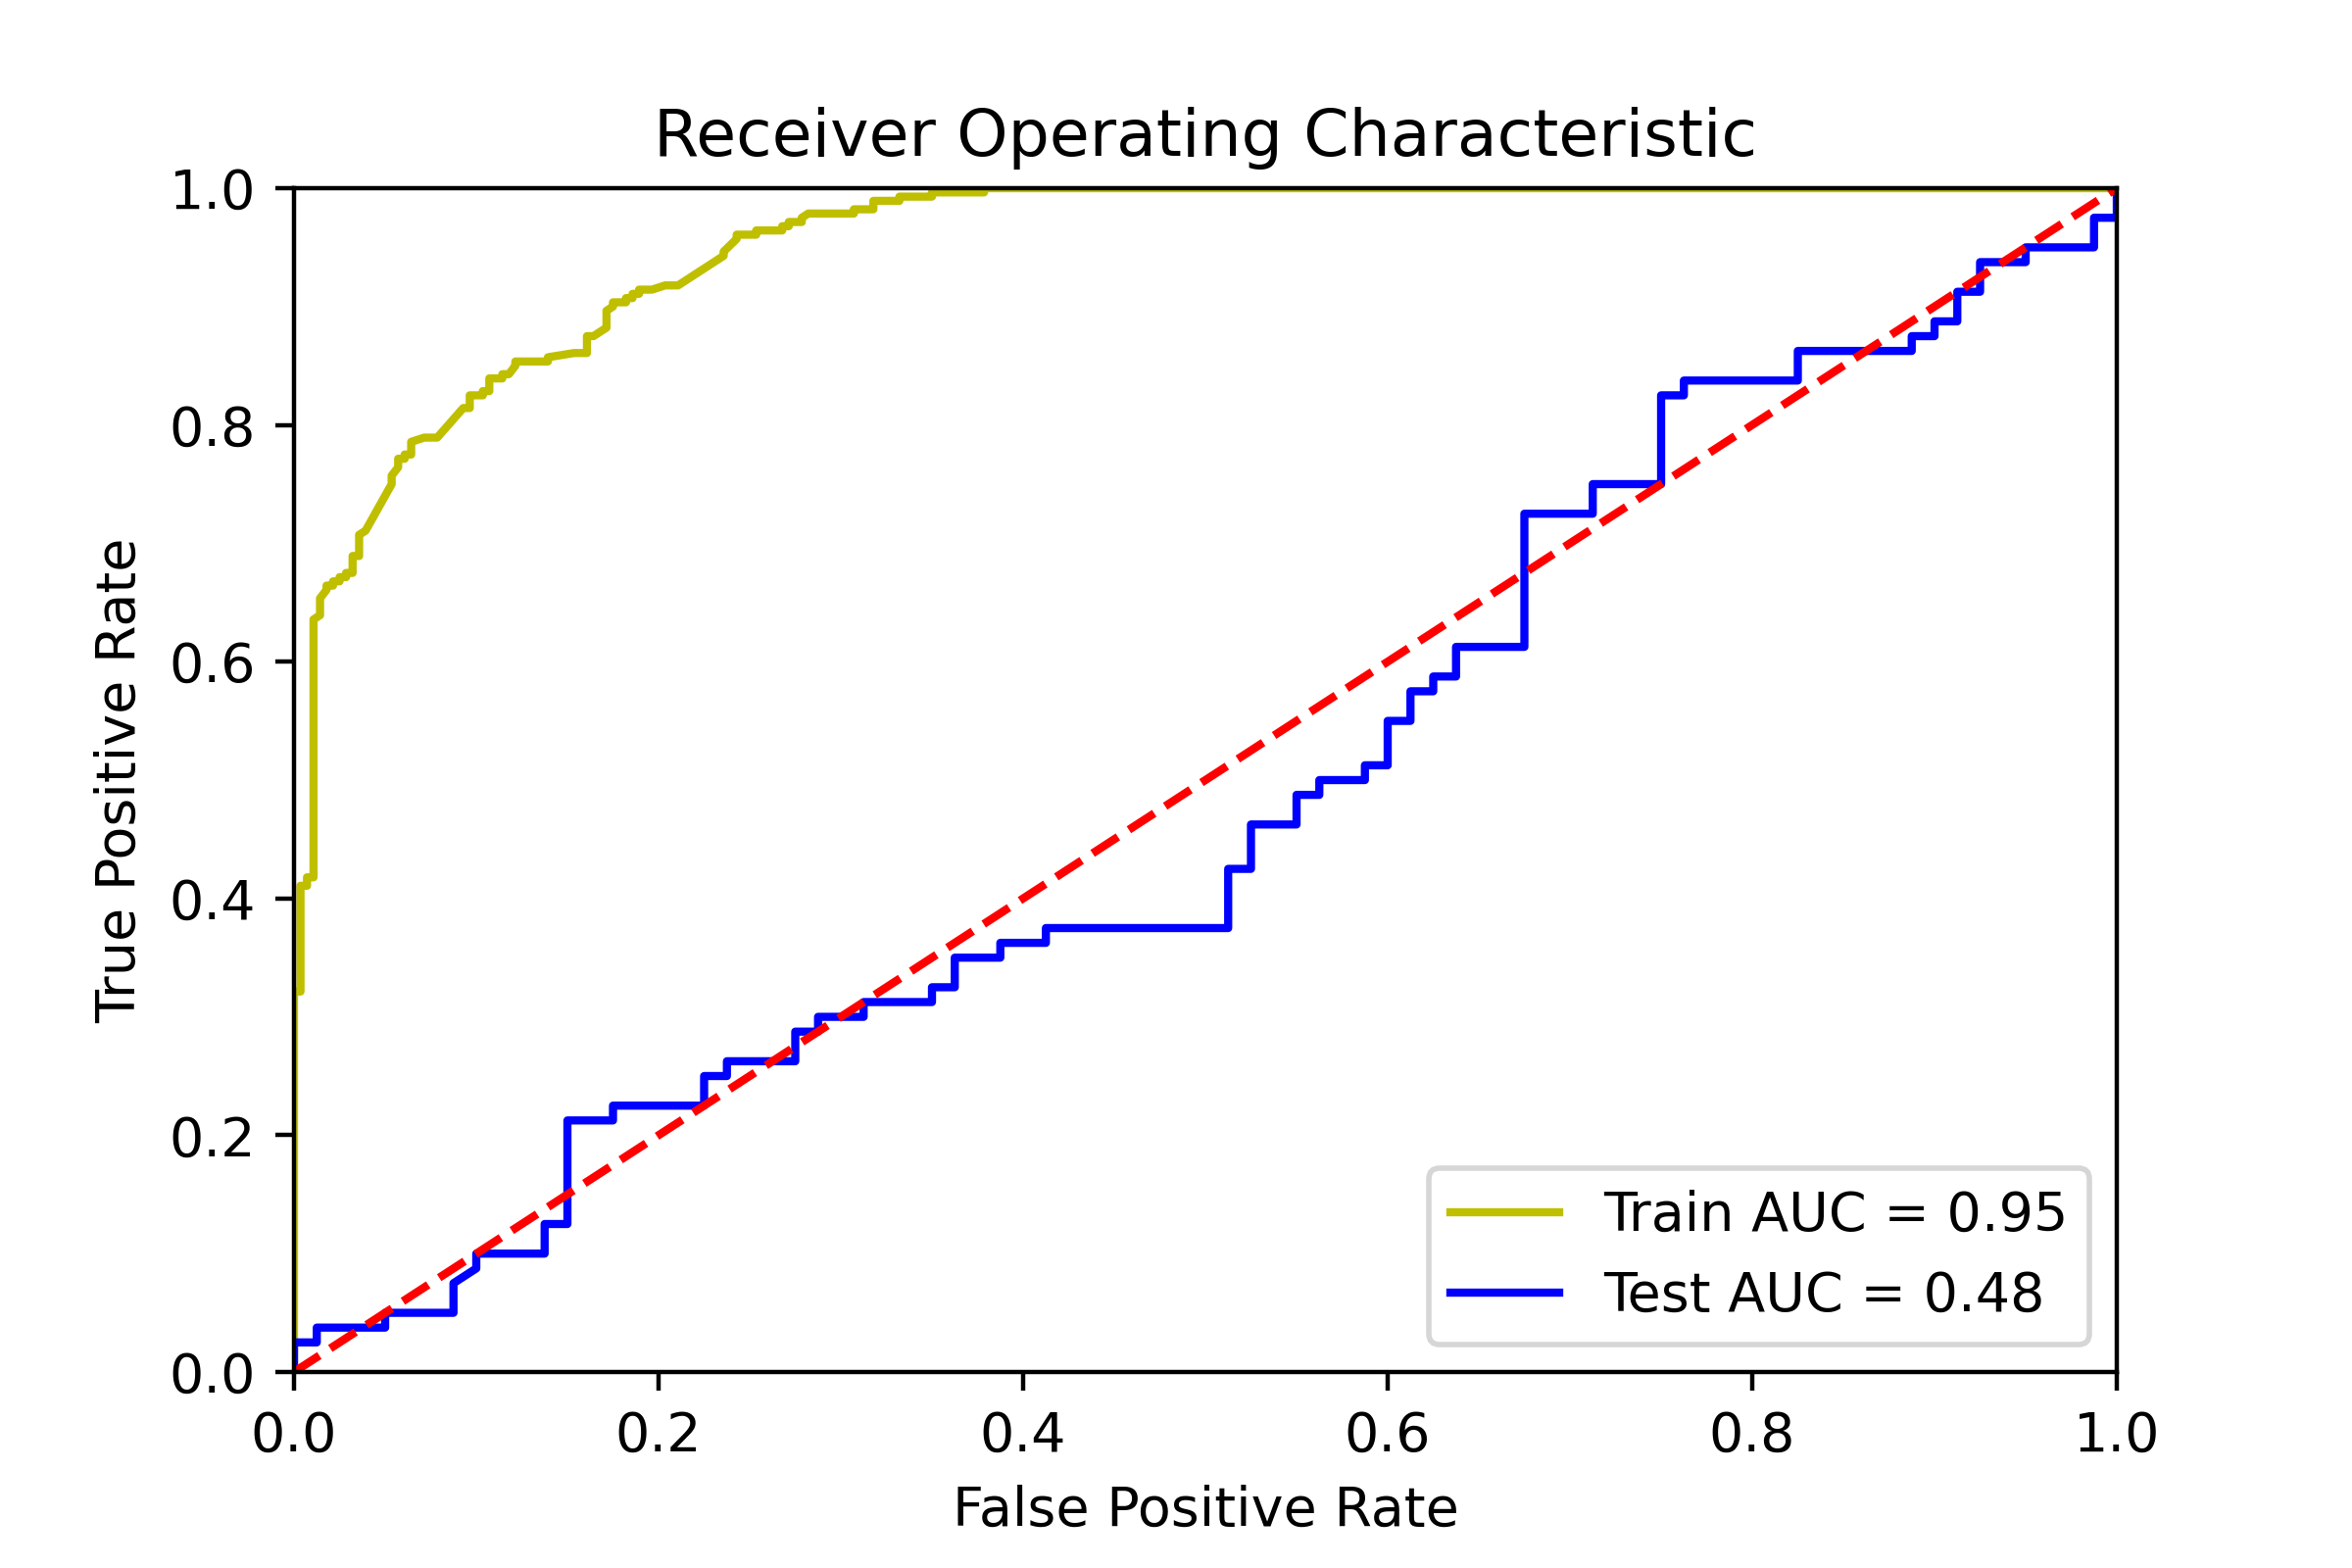 Receiver Operating Characteristic
1.0
0.8
0.6
0.4
0.2
0.0
True Positive Rate
Train AUC = 0.95
Test AUC = 0.48
0.0 0.2 0.4 0.6 0.8 1.0
False Positive Rate